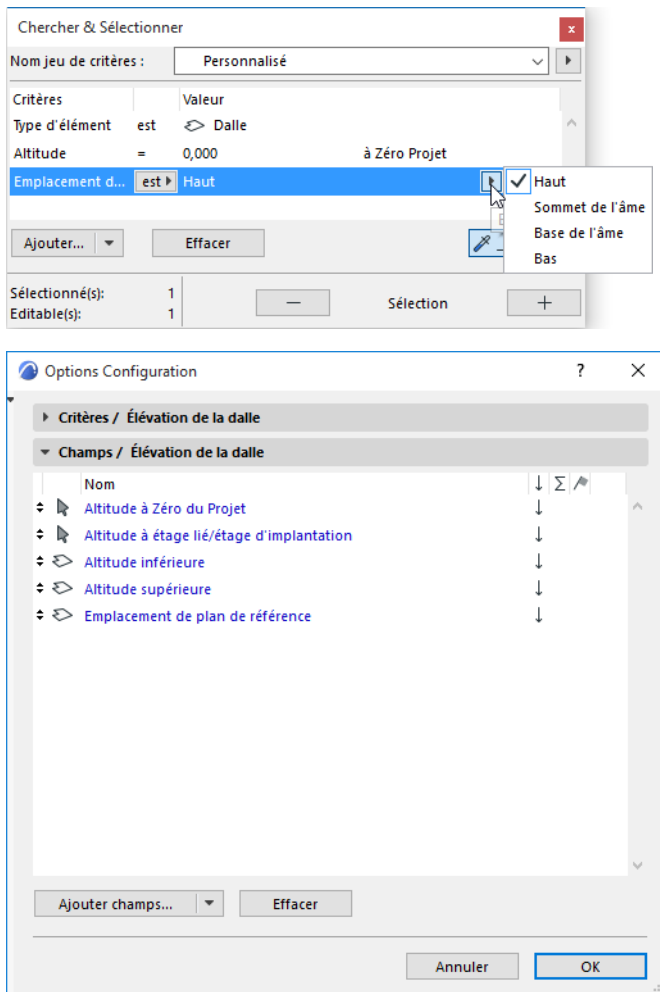 Chercher & Sélectionner
x
Nom jeu de critères : Personnalisé
Critères Valeur
Type d'élément est Dalle
Altitude = 0,000 à Zéro Projet
Emplacement d... est Haut
Haut
Sommet de l'âme
Base de l'âme
Bas
Ajouter... Effacer
Sélectionné(s): 1
Editable(s): 1
— Sélection +
Options Configuration ?
Critères / Élévation de la dalle
Champs / Élévation de la dalle
Nom ↓ Σ
Altitude à Zéro du Projet ↓
Altitude à étage lié/étage d'implantation ↓
Altitude inférieure ↓
Altitude supérieure ↓
Emplacement de plan de référence ↓
Ajouter champs... Effacer
Annuler OK